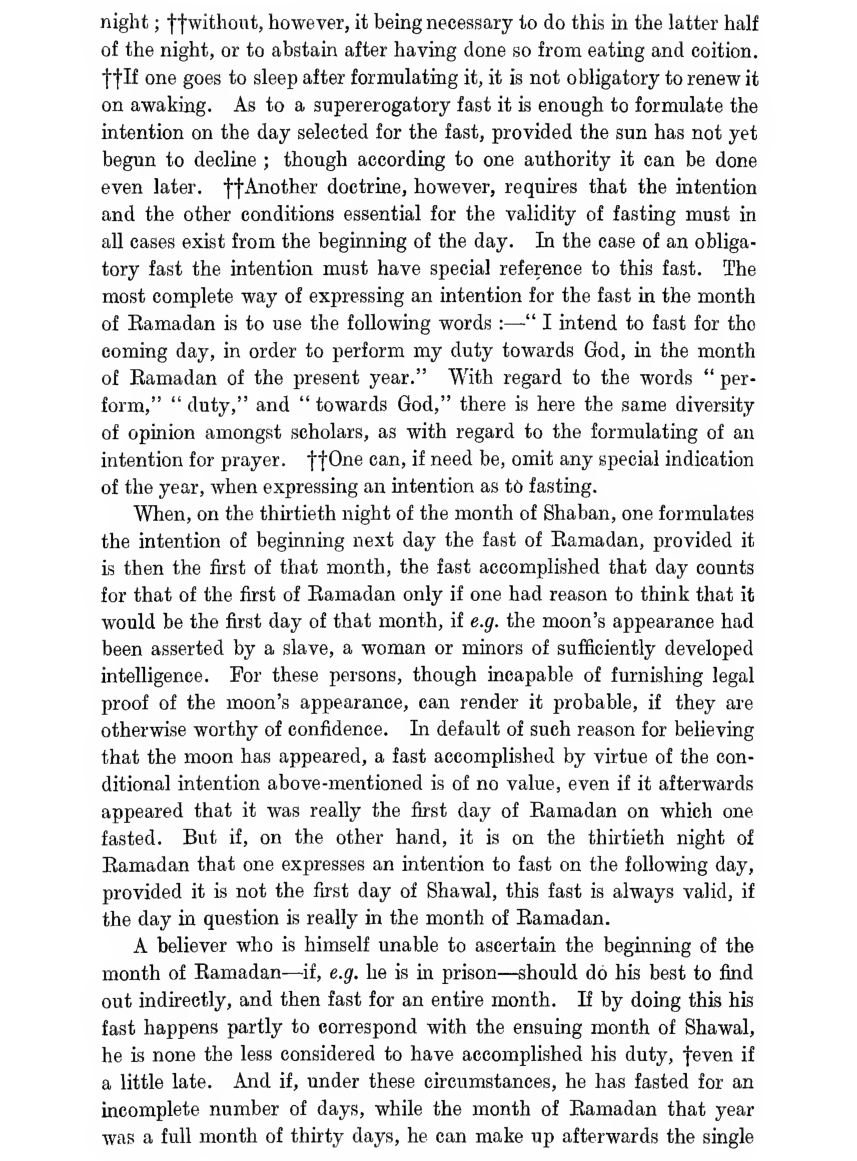 night ; ††without, however, it being necessary to do this in the latter half
of the night, or to abstain after having done so from eating and coition.
††If one goes to sleep after formulating it, it is not obligatory to renew it
on awaking. As to a supererogatory fast it is enough to formulate the
intention on the day selected for the fast, provided the sun has not yet
begun to decline ; though according to one authority it can be done
even later. ††Another doctrine, however, requires that the intention
and the other conditions essential for the validity of fasting must in
all cases exist from the beginning of the day. In the case of an obliga-
tory fast the intention must have special reference to this fast. The
most complete way of expressing an intention for the fast in the month
of Ramadan is to use the following words :—“ I intend to fast for the
coming day, in order to perform my duty towards God, in the month
of Ramadan of the present year.” With regard to the words “ per-
form,” “ duty,” and “ towards God,” there is here the same diversity
of opinion amongst scholars, as with regard to the formulating of an
intention for prayer. ††One can, if need be, omit any special indication
of the year, when expressing an intention as to fasting.
When, on the thirtieth night of the month of Shaban, one formulates
the intention of beginning next day the fast of Ramadan, provided it
is then the first of that month, the fast accomplished that day counts
for that of the first of Ramadan only if one had reason to think that it
would be the first day of that month, if e.g. the moon’s appearance had
been asserted by a slave, a woman or minors of sufficiently developed
intelligence. For these persons, though incapable of furnishing legal
proof of the moon’s appearance, can render it probable, if they are
otherwise worthy of confidence. In default of such reason for believing
that the moon has appeared, a fast accomplished by virtue of the con-
ditional intention above-mentioned is of no value, even if it afterwards
appeared that it was really the first day of Ramadan on which one
fasted. But if, on the other hand, it is on the thirtieth night of
Ramadan that one expresses an intention to fast on the following day,
provided it is not the first day of Shawal, this fast is always valid, if
the day in question is really in the month of Ramadan.
A believer who is himself unable to ascertain the beginning of the
month of Ramadan—if, e.g. he is in prison—should do his best to find
out indirectly, and then fast for an entire month. If by doing this his
fast happens partly to correspond with the ensuing month of Shawal,
he is none the less considered to have accomplished his duty, †even if
a little late. And if, under these circumstances, he has fasted for an
incomplete number of days, while the month of Ramadan that year
was a full month of thirty days, he can make up afterwards the single